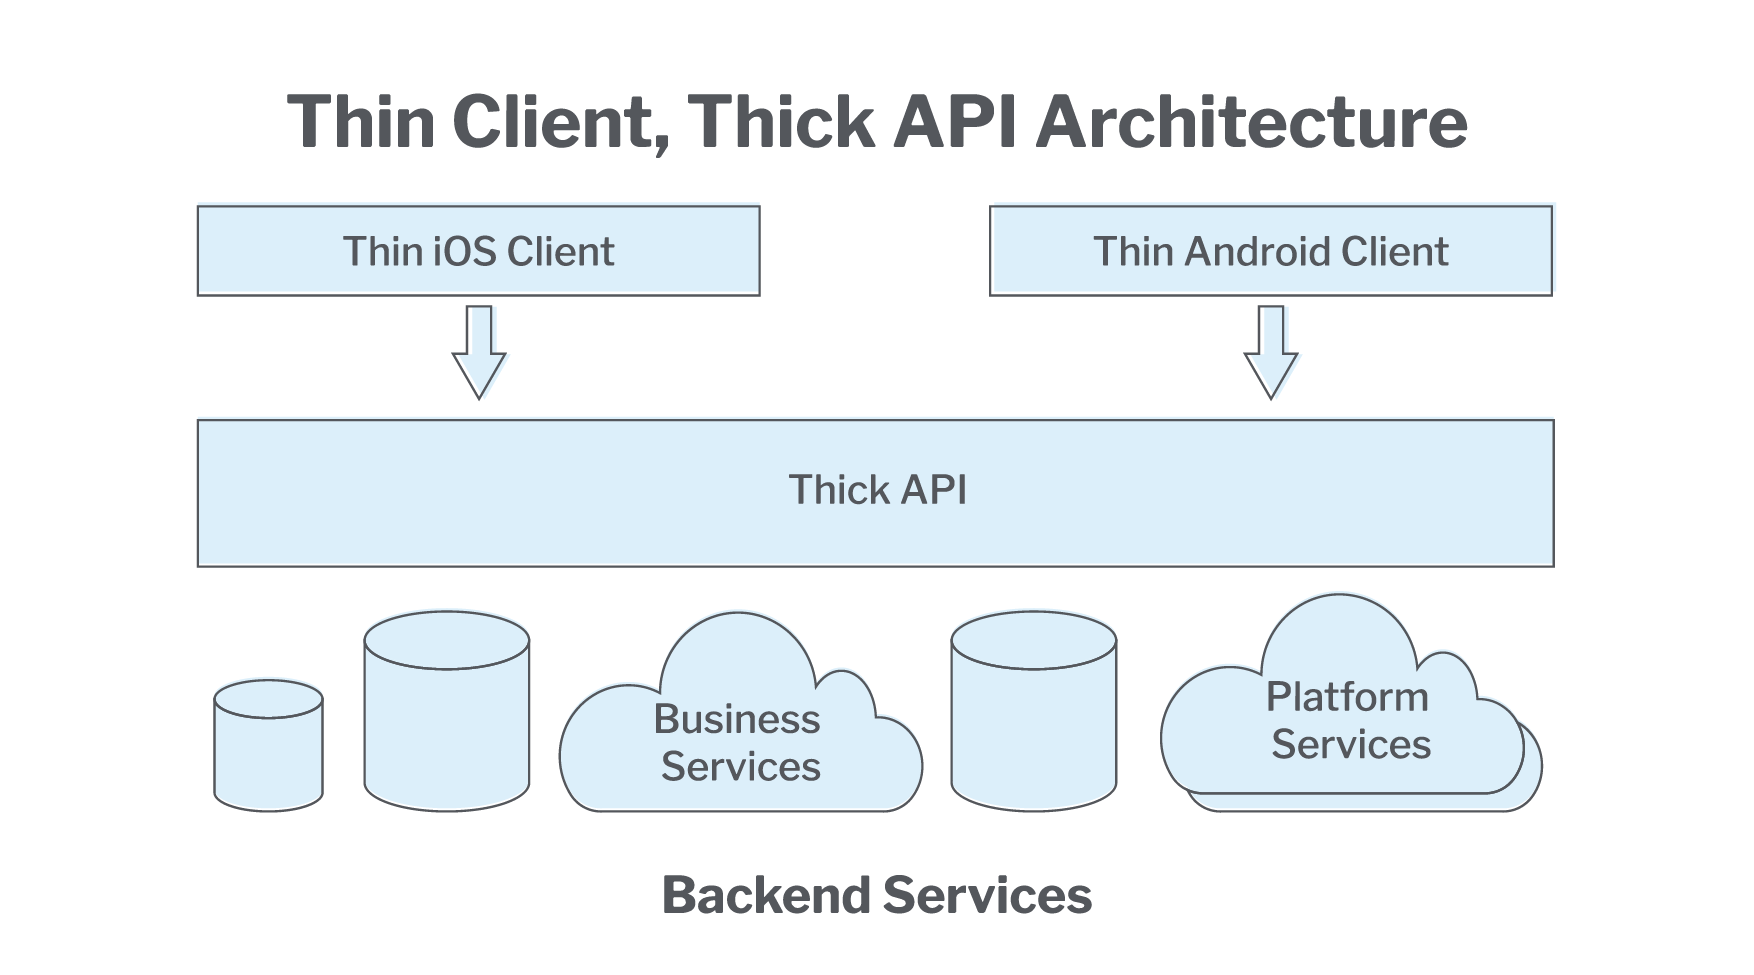 Thin Client, Thick API Architecture
Thin iOS Client
Thin Android Client
Thick API
Business
Services
Platform
Services
Backend Services